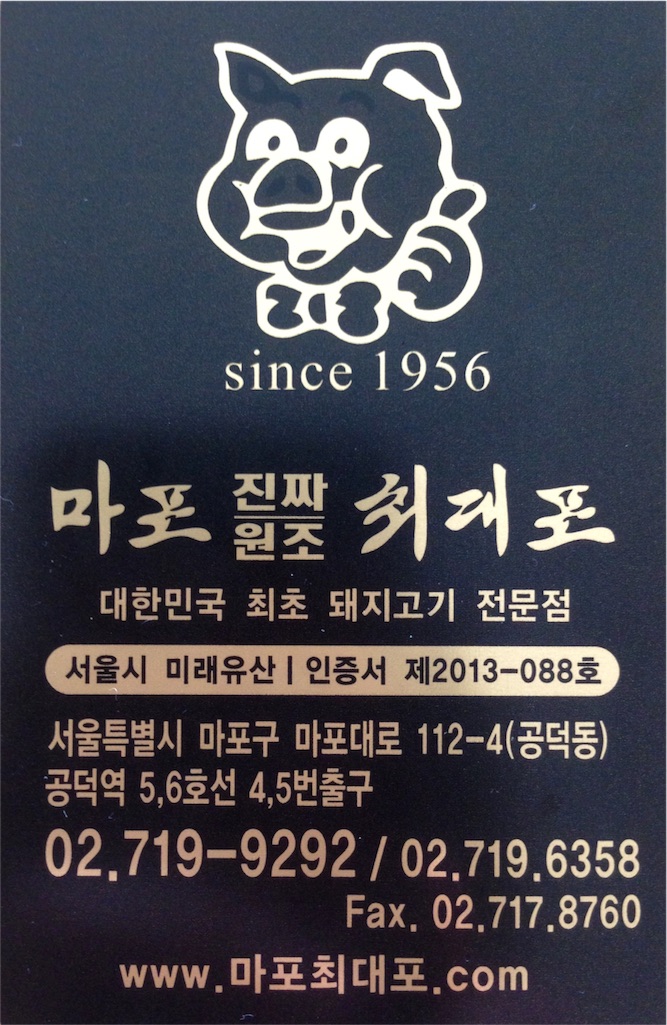 since 1956
마포 진짜 원조 최대포
대한민국 최초 돼지고기 전문점
서울시 미래유산 | 인증서 제2013-088호
서울특별시 마포구 마포대로 112-4(공덕동)
공덕역 5,6호선 4,5번출구
02.719-9292 / 02.719.6358
Fax. 02.717.8760
www.마포최대포.com